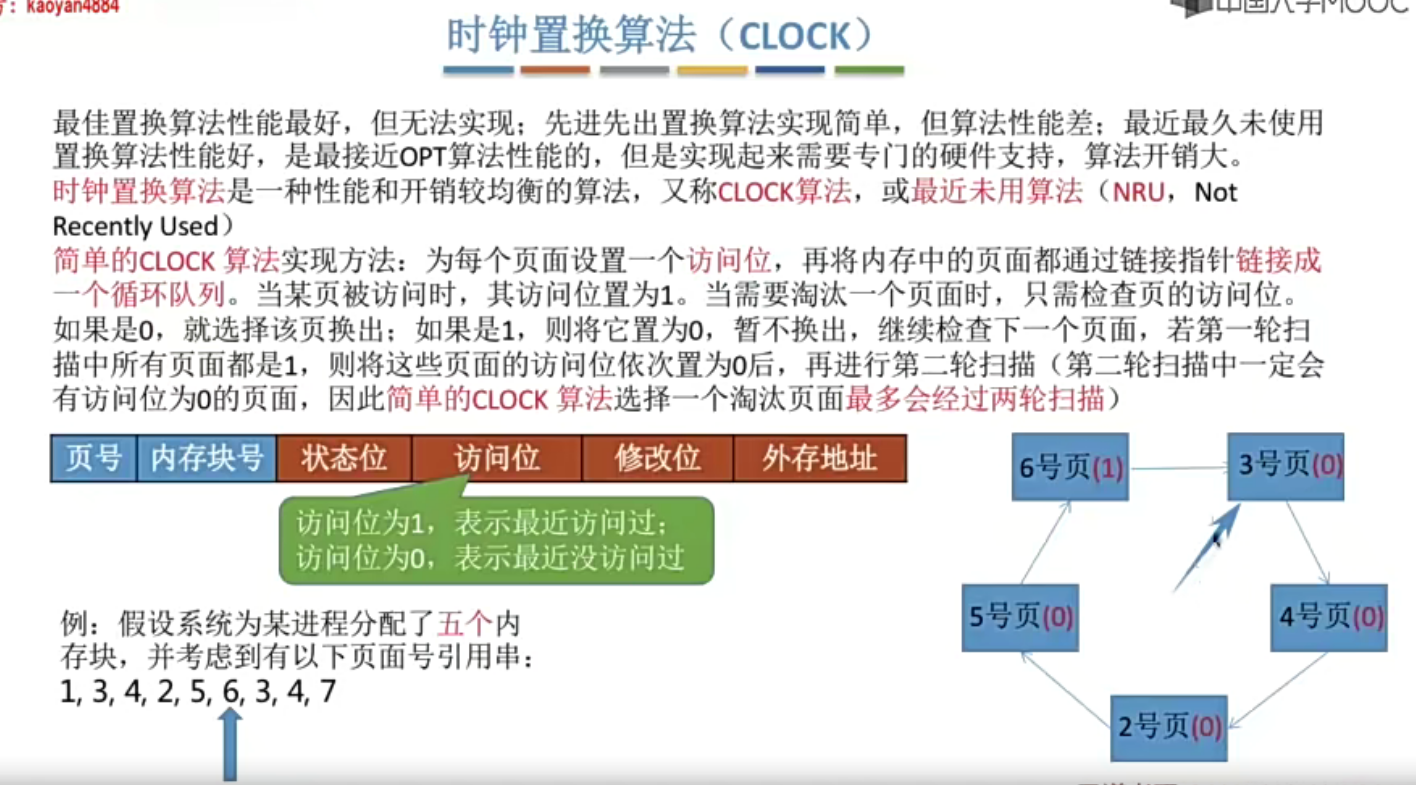 号：kaoyan4884
中国大学MOOC
时钟置换算法（CLOCK）
最佳置换算法性能最好，但无法实现；先进先出置换算法实现简单，但算法性能差；最近最久未使用
置换算法性能好，是最接近OPT算法性能的，但是实现起来需要专门的硬件支持，算法开销大。
时钟置换算法是一种性能和开销较均衡的算法，又称CLOCK算法，或最近未用算法（NRU，Not
Recently Used）
简单的CLOCK 算法实现方法：为每个页面设置一个访问位，再将内存中的页面都通过链接指针链接成
一个循环队列。当某页被访问时，其访问位置为1。当需要淘汰一个页面时，只需检查页的访问位。
如果是0，就选择该页换出；如果是1，则将它置为0，暂不换出，继续检查下一个页面，若第一轮扫
描中所有页面都是1，则将这些页面的访问位依次置为0后，再进行第二轮扫描（第二轮扫描中一定会
有访问位为0的页面，因此简单的CLOCK 算法选择一个淘汰页面最多会经过两轮扫描）
页号 内存块号 状态位 访问位 修改位 外存地址
访问位为1，表示最近访问过；
访问位为0，表示最近没访问过
例：假设系统为某进程分配了五个内
存块，并考虑到有以下页面号引用串：
1, 3, 4, 2, 5, 6, 3, 4, 7
6号页(1)
3号页(0)
5号页(0)
4号页(0)
2号页(0)